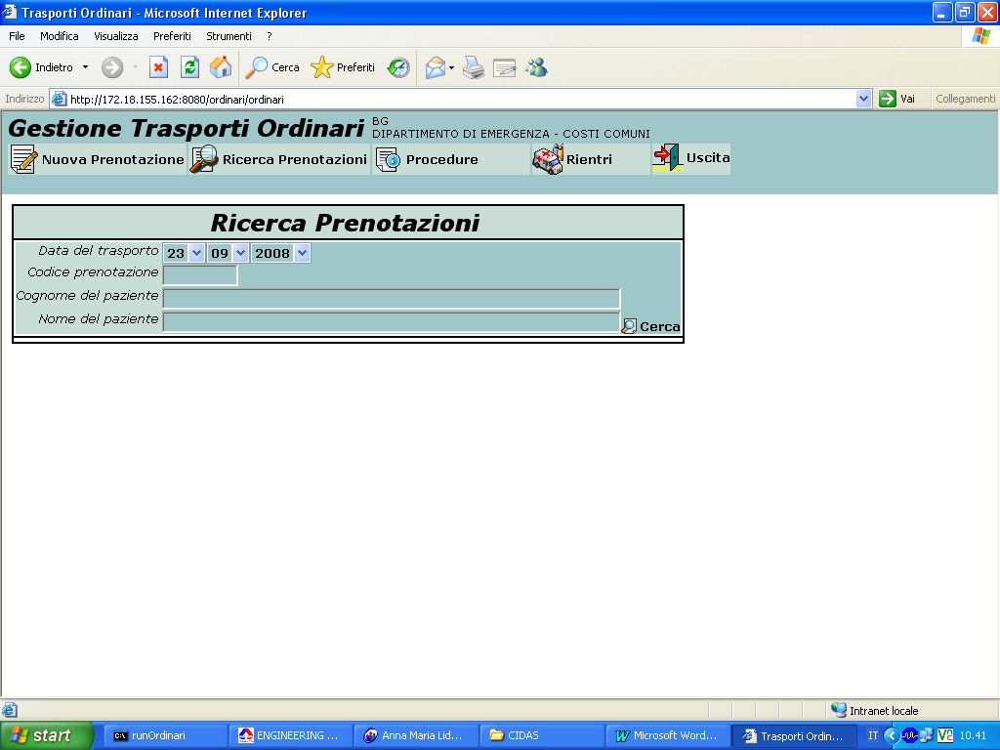 Trasporti Ordinari - Microsoft Internet Explorer
File Modifica Visualizza Preferiti Strumenti ?
Indietro Cerca Preferiti
Indirizzo http://172.18.155.162:8080/ordinari/ordinari Vai Collegamenti
Gestione Trasporti Ordinari BG
DIPARTIMENTO DI EMERGENZA - COSTI COMUNI
Nuova Prenotazione Ricerca Prenotazioni Procedure Rientri Uscita
Ricerca Prenotazioni
Data del trasporto 23 09 2008
Codice prenotazione
Cognome del paziente
Nome del paziente Cerca
Intranet locale
start runOrdinari ENGINEERING ... Anna Maria Lid... CIDAS Microsoft Word... Trasporti Ordin... IT 10.41